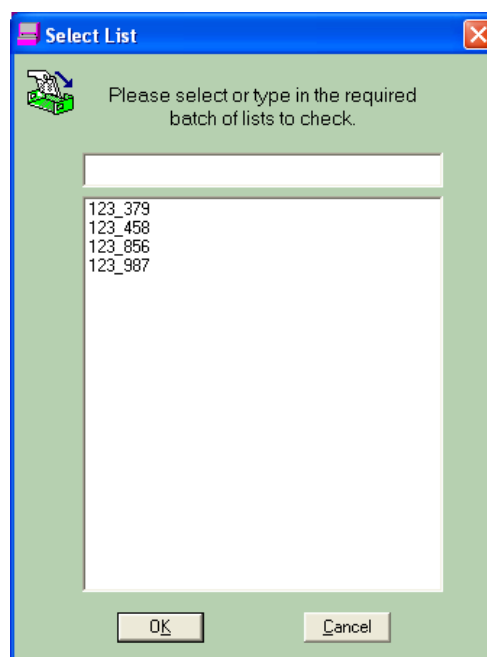 Select List
Please select or type in the required
batch of lists to check.
123_379
123_458
123_856
123_987
OK
Cancel